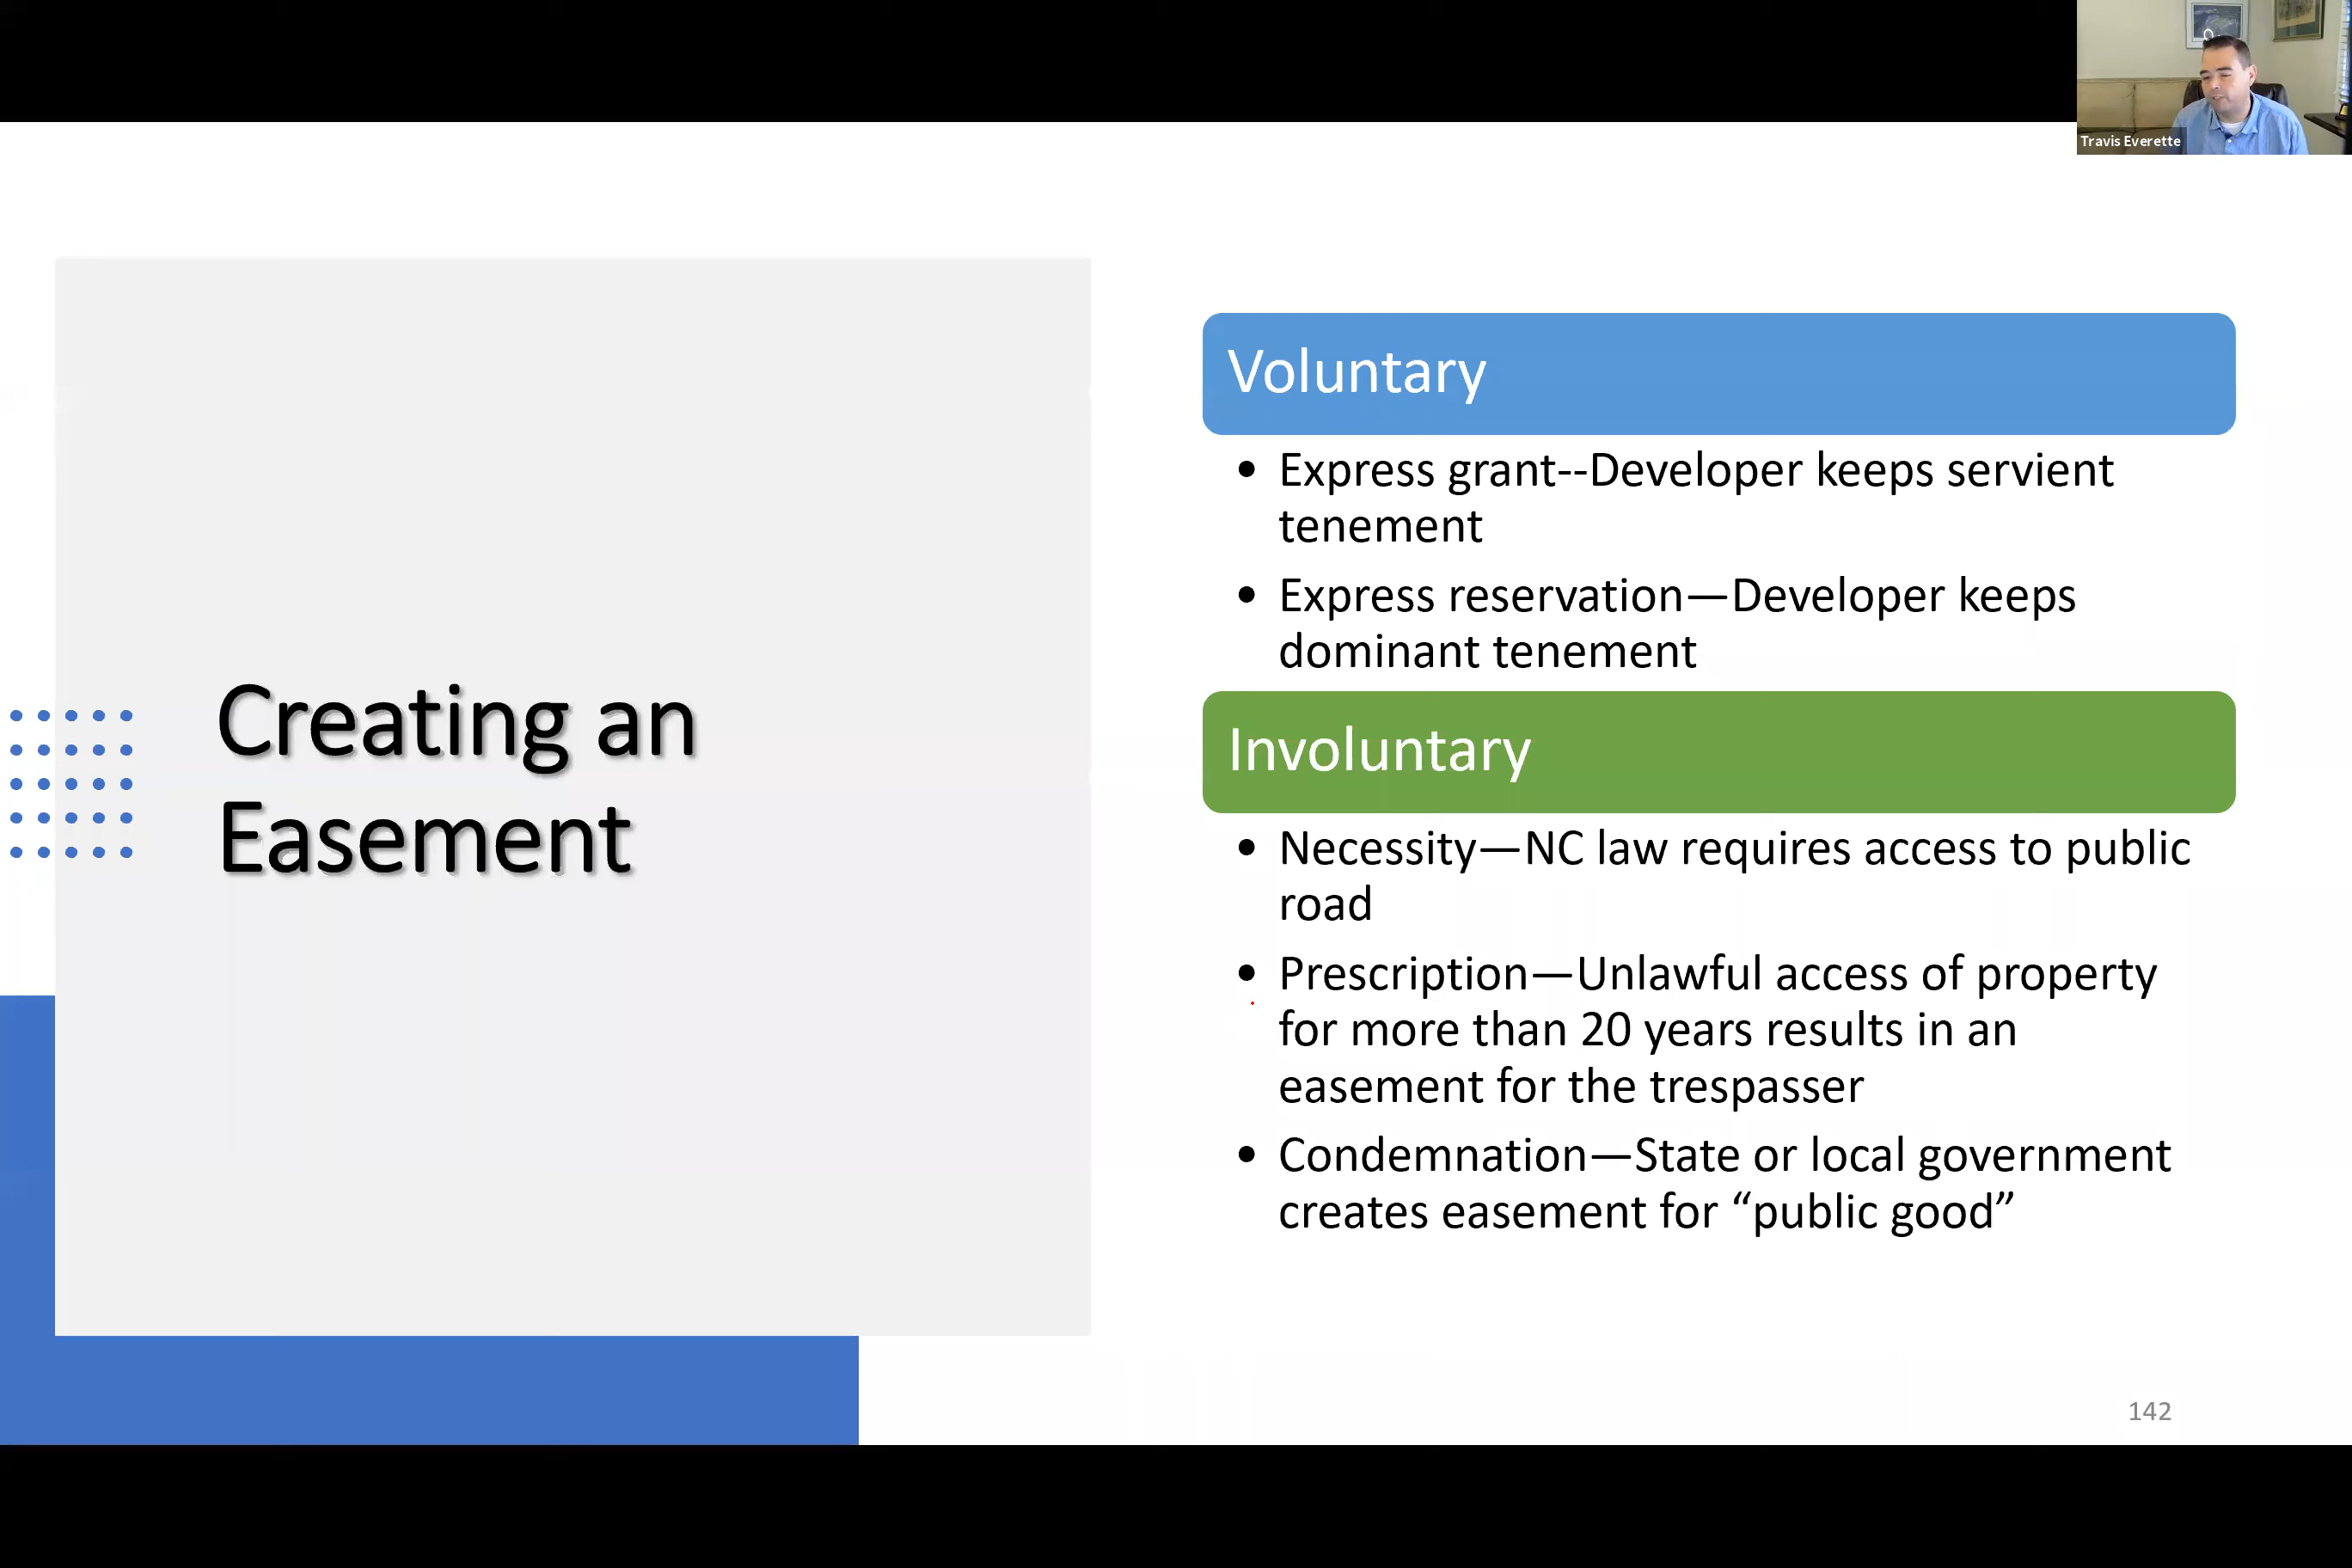 Travis Everette
Creating an
Easement
Voluntary
• Express grant--Developer keeps servient
tenement
• Express reservation—Developer keeps
dominant tenement
Involuntary
• Necessity—NC law requires access to public
road
• Prescription—Unlawful access of property
for more than 20 years results in an
easement for the trespasser
• Condemnation—State or local government
creates easement for “public good”
142